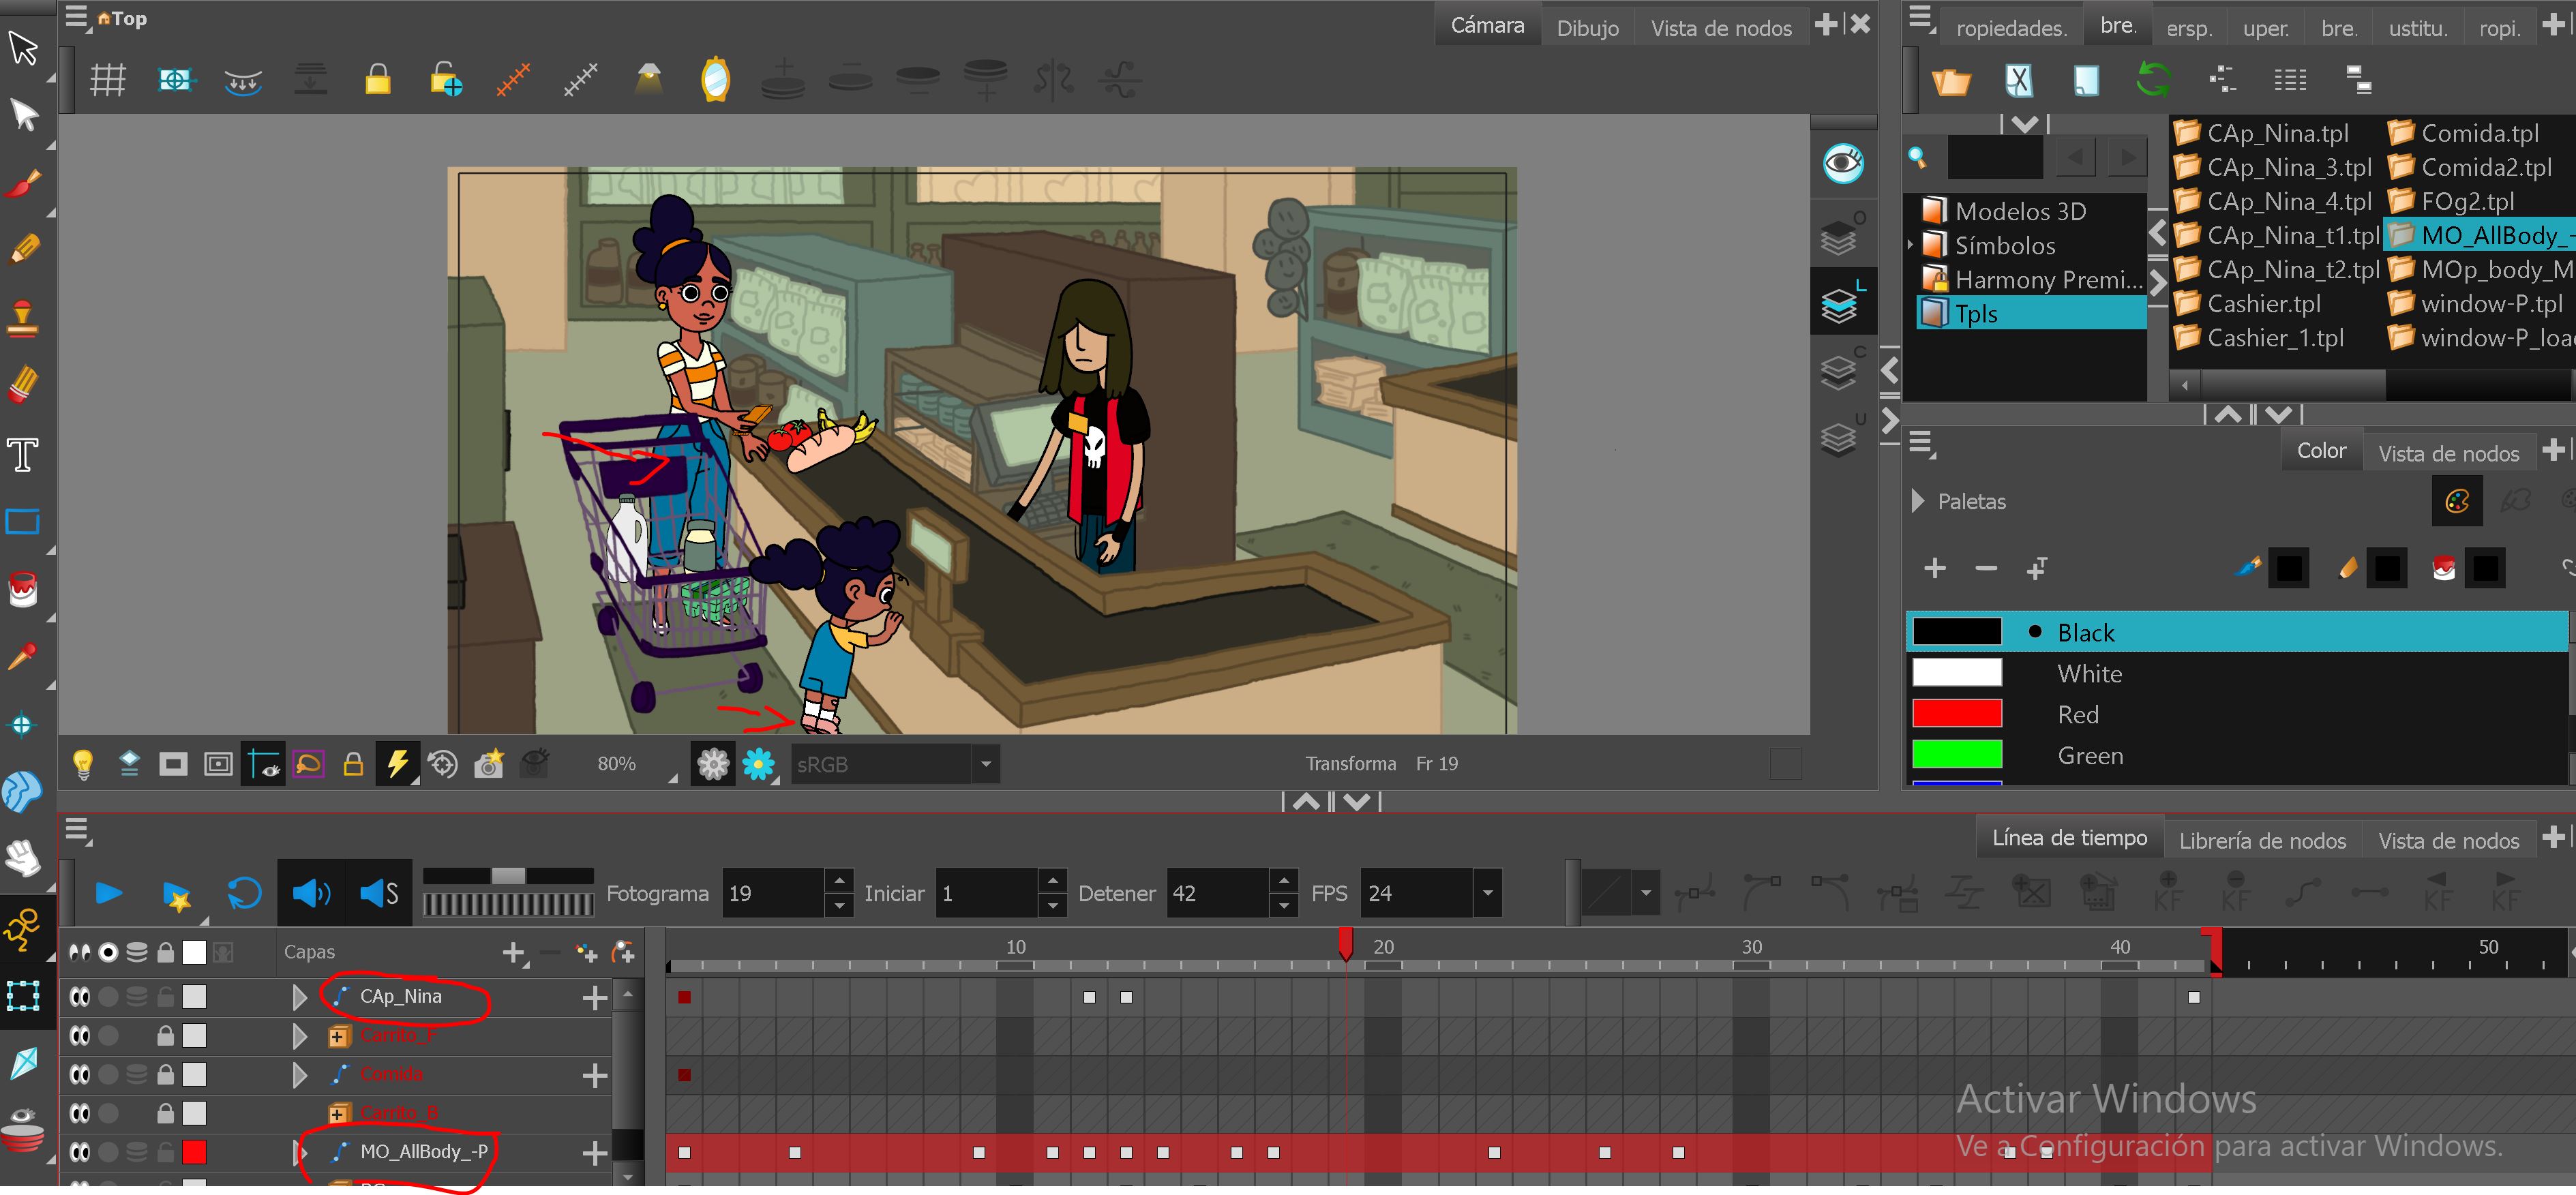 Top
Cámara
Dibujo
Vista de nodos
ropiedades.
bre.
ersp.
uper.
bre.
ustitu.
ropi.
O
L
C
U
Modelos 3D
Símbolos
Harmony Premi...
Tpls
CAp_Nina.tpl
CAp_Nina_3.tpl
CAp_Nina_4.tpl
CAp_Nina_t1.tpl
CAp_Nina_t2.tpl
Cashier.tpl
Cashier_1.tpl
Comida.tpl
Comida2.tpl
FOg2.tpl
MO_AllBody_-
MOp_body_M
window-P.tpl
window-P_loa
Color
Vista de nodos
Paletas
T
Black
White
Red
Green
80%
sRGB
Transforma
Fr 19
Línea de tiempo
Librería de nodos
Vista de nodos
S
Fotograma 19
Iniciar 1
Detener 42
FPS 24
KF
KF
KF
KF
Capas
10 20 30 40 50
CAp_Nina
Carrito_F
Comida
Carrito_B
MO_AllBody_-P
Activar Windows
Ve a Configuración para activar Windows.